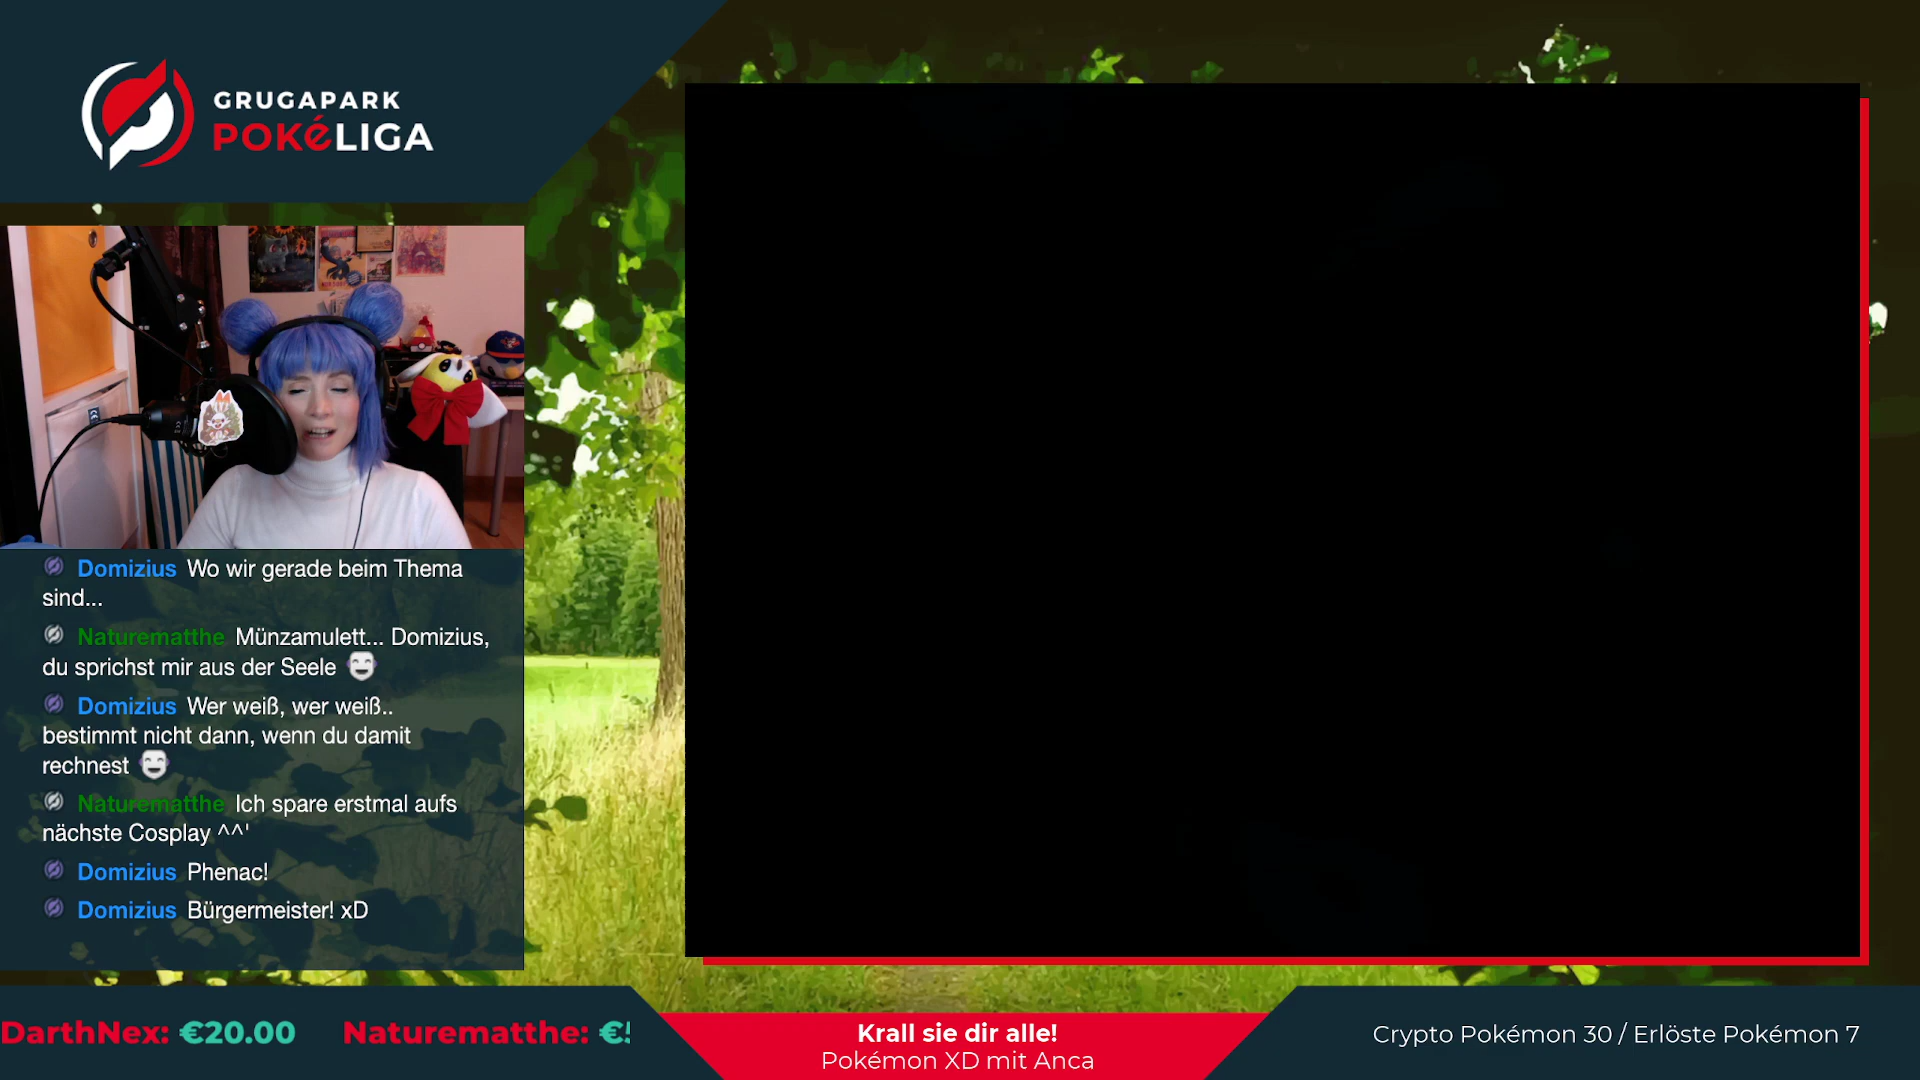 GRUGAPARK
POKéLIGA
Domizius Wo wir gerade beim Thema
sind...
Naturematthe Münzamulett... Domizius,
du sprichst mir aus der Seele
Domizius Wer weiß, wer weiß..
bestimmt nicht dann, wenn du damit
rechnest
Naturematthe Ich spare erstmal aufs
nächste Cosplay ^^'
Domizius Phenac!
Domizius Bürgermeister! xD
DarthNex: €20.00 Naturematthe: €
Krall sie dir alle!
Pokémon XD mit Anca
Crypto Pokémon 30 / Erlöste Pokémon 7